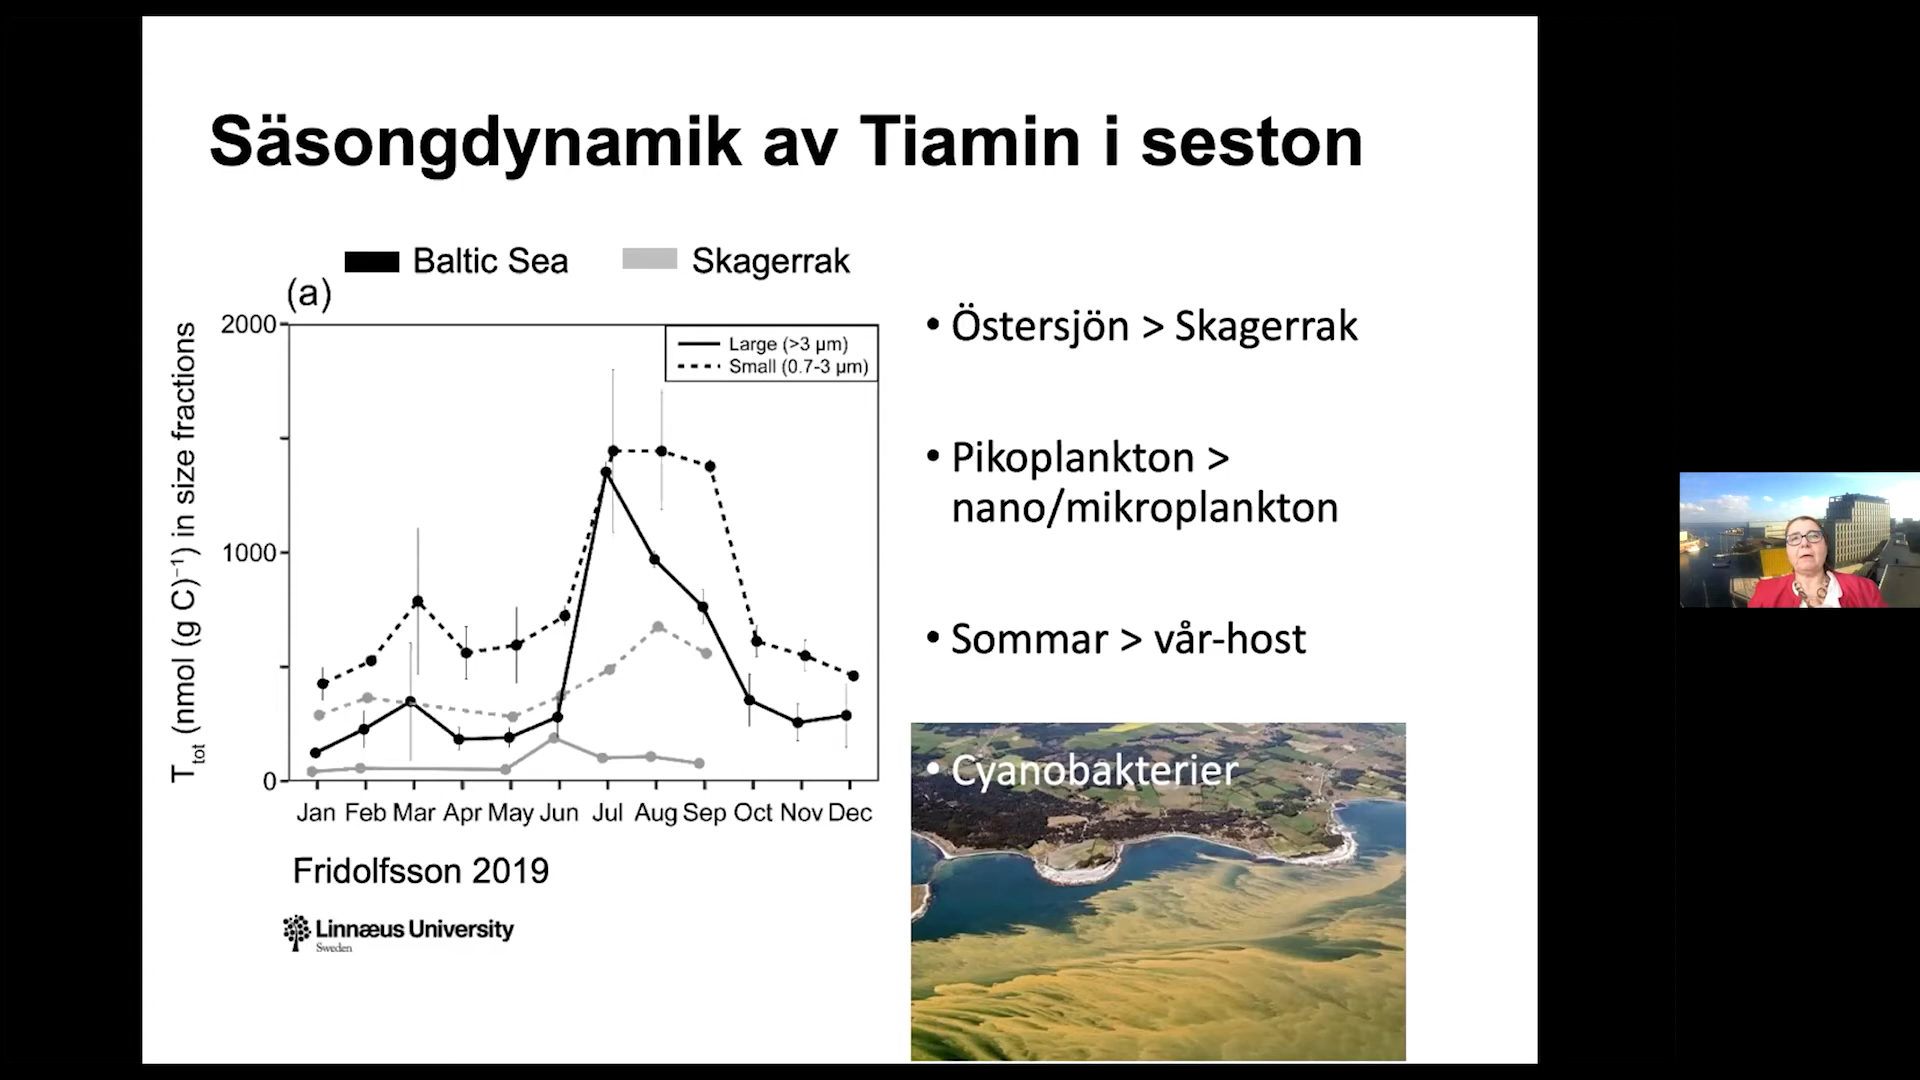 Säsongdynamik av Tiamin i seston
Baltic Sea
Skagerrak
(a)
Large (>3 µm)
Small (0.7-3 µm)
2000
1000
0
T_tot (nmol (g C)⁻¹) in size fractions
Jan Feb Mar Apr May Jun Jul Aug Sep Oct Nov Dec
Fridolfsson 2019
Linnæus University
Sweden
• Östersjön > Skagerrak
• Pikoplankton >
nano/mikroplankton
• Sommar > vår-host
• Cyanobakterier